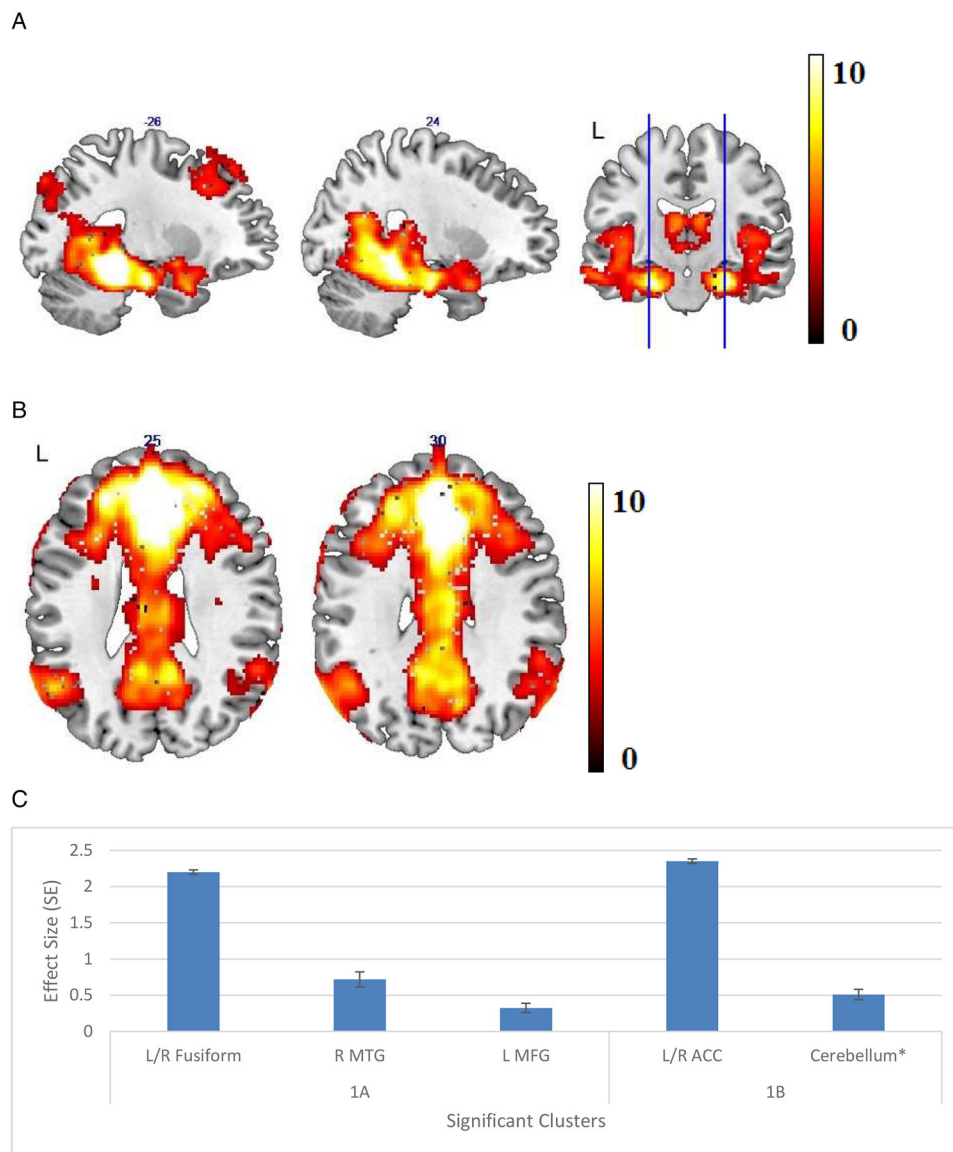 A
-26
24
L
10
0
B
L
25
30
10
0
C
2.5
2
1.5
1
0.5
0
Effect Size (SE)
L/R Fusiform
R MTG
L MFG
L/R ACC
Cerebellum*
1A
1B
Significant Clusters